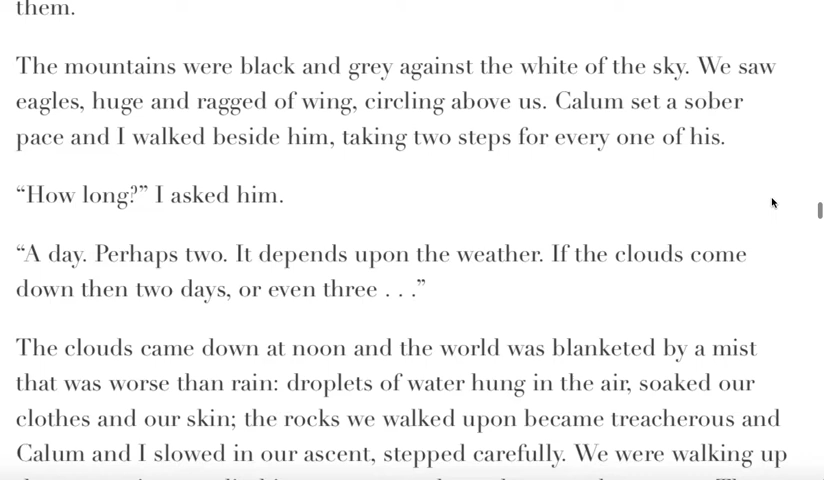 them.
The mountains were black and grey against the white of the sky. We saw
eagles, huge and ragged of wing, circling above us. Calum set a sober
pace and I walked beside him, taking two steps for every one of his.
“How long?” I asked him.
“A day. Perhaps two. It depends upon the weather. If the clouds come
down then two days, or even three . . .”
The clouds came down at noon and the world was blanketed by a mist
that was worse than rain: droplets of water hung in the air, soaked our
clothes and our skin; the rocks we walked upon became treacherous and
Calum and I slowed in our ascent, stepped carefully. We were walking up